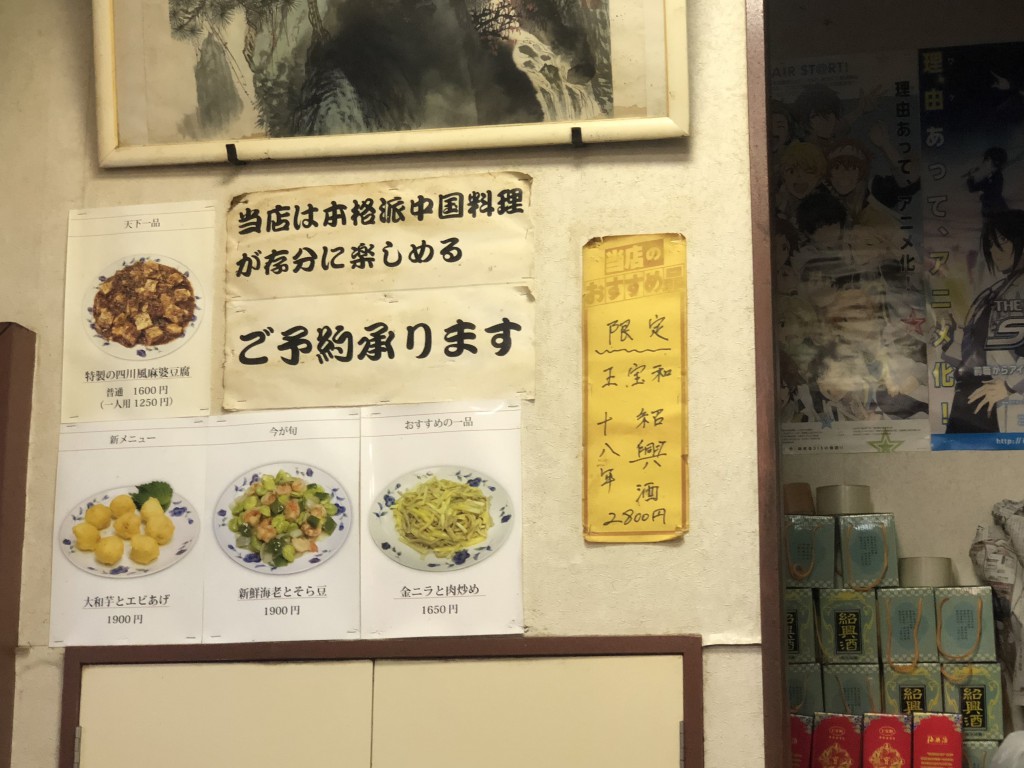 天下一品
特製の四川風麻婆豆腐
普通 1600円
（一人用1250円）
当店は本格派中国料理
が存分に楽しめる
ご予約承ります
新メニュー
大和芋とエビあげ
1900円
今が旬
新鮮海老とそら豆
1900円
おすすめの一品
金ニラと肉炒め
1650円
当店の
おすすめ品
限定
王宝和
紹興酒
十八年
2800円
理由あって、アニメ化
理由あって、アニメ化！
THE
http://
紹興酒
紹興酒
紹興酒